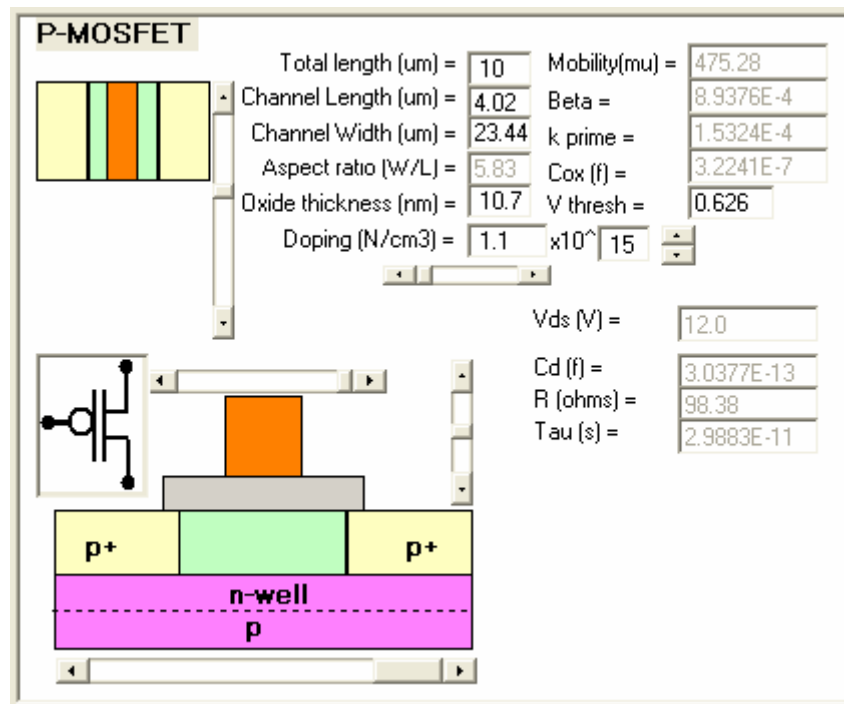 P-MOSFET
Total length (um) = 10 Mobility(mu) = 475.28
Channel Length (um) = 4.02 Beta = 8.9376E-4
Channel Width (um) = 23.44 k prime = 1.5324E-4
Aspect ratio (W/L) = 5.83 Cox (f) = 3.2241E-7
Oxide thickness (nm) = 10.7 V thresh = 0.626
Doping (N/cm3) = 1.1 x10^ 15
Vds (V) = 12.0
Cd (f) = 3.0377E-13
R (ohms) = 98.38
Tau (s) = 2.9883E-11
p+ p+
n-well
p